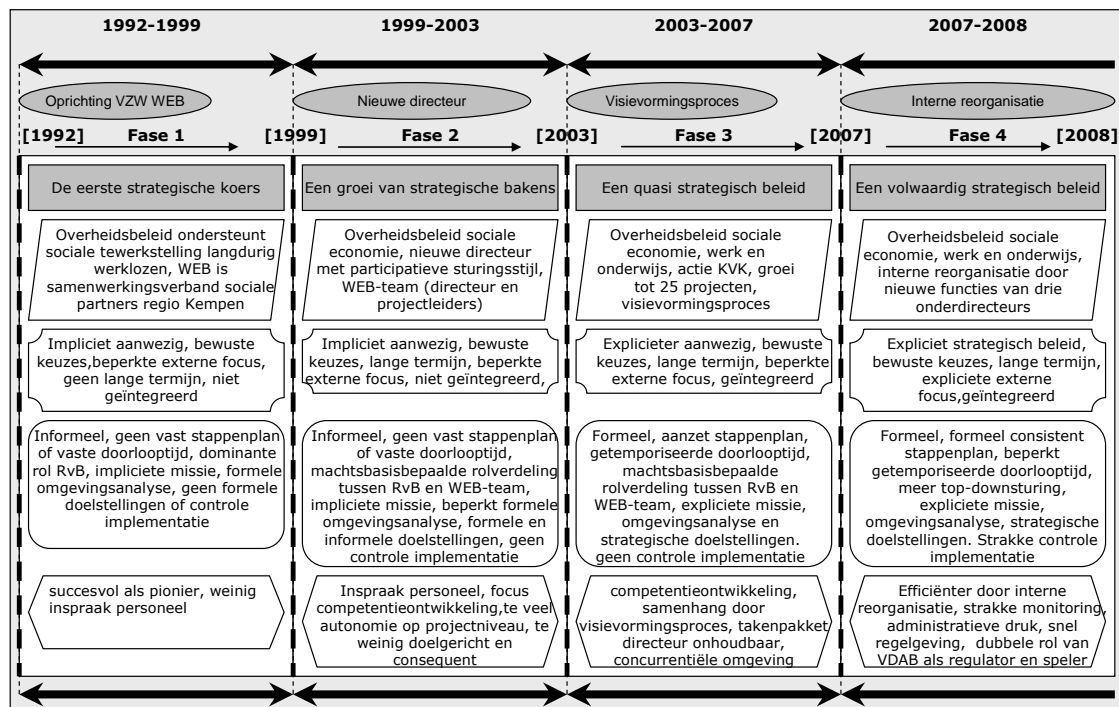 1992-1999
1999-2003
2003-2007
2007-2008
Oprichting VZW WEB
Nieuwe directeur
Visievormingsproces
Interne reorganisatie
[1992]
Fase 1
[1999]
Fase 2
[2003]
Fase 3
[2007]
Fase 4
[2008]
De eerste strategische koers
Een groei van strategische bakens
Een quasi strategisch beleid
Een volwaardig strategisch beleid
Overheidsbeleid ondersteunt
sociale tewerkstelling langdurig
werklozen, WEB is
samenwerkingsverband sociale
partners regio Kempen
Overheidsbeleid sociale
economie, nieuwe directeur
met participatieve sturingsstijl,
WEB-team (directeur en
projectleiders)
Overheidsbeleid sociale
economie, werk en
onderwijs, actie KVK, groei
tot 25 projecten,
visievormingsproces
Overheidsbeleid sociale
economie, werk en onderwijs,
interne reorganisatie door
nieuwe functies van drie
onderdirecteurs
Impliciet aanwezig, bewuste
keuzes,beperkte externe focus,
geen lange termijn, niet
geïntegreerd
Impliciet aanwezig, bewuste
keuzes, lange termijn, beperkte
externe focus, niet geïntegreerd,
Explicieter aanwezig, bewuste
keuzes, lange termijn, beperkte
externe focus, geïntegreerd
Expliciet strategisch beleid,
bewuste keuzes, lange termijn,
expliciete externe
focus,geïntegreerd
Informeel, geen vast stappenplan
of vaste doorlooptijd, dominante
rol RvB, impliciete missie, formele
omgevingsanalyse, geen formele
doelstellingen of controle
implementatie
Informeel, geen vast stappenplan
of vaste doorlooptijd,
machtsbasisbepaalde rolverdeling
tussen RvB en WEB-team,
impliciete missie, beperkt formele
omgevingsanalyse, formele en
informele doelstellingen, geen
controle implementatie
Formeel, aanzet stappenplan,
getemporiseerde doorlooptijd,
machtsbasisbepaalde
rolverdeling tussen RvB en
WEB-team, expliciete missie,
omgevingsanalyse en
strategische doelstellingen.
geen controle implementatie
Formeel, formeel consistent
stappenplan, beperkt
getemporiseerde doorlooptijd,
meer top-downsturing,
expliciete missie,
omgevingsanalyse, strategische
doelstellingen. Strakke controle
implementatie
succesvol als pionier, weinig
inspraak personeel
Inspraak personeel, focus
competentieontwikkeling,te veel
autonomie op projectniveau, te
weinig doelgericht en
consequent
competentieontwikkeling,
samenhang door
visievormingsproces, takenpakket
directeur onhoudbaar,
concurrentiële omgeving
Efficiënter door interne
reorganisatie, strakke monitoring,
administratieve druk, snel
regelgeving, dubbele rol van
VDAB als regulator en speler